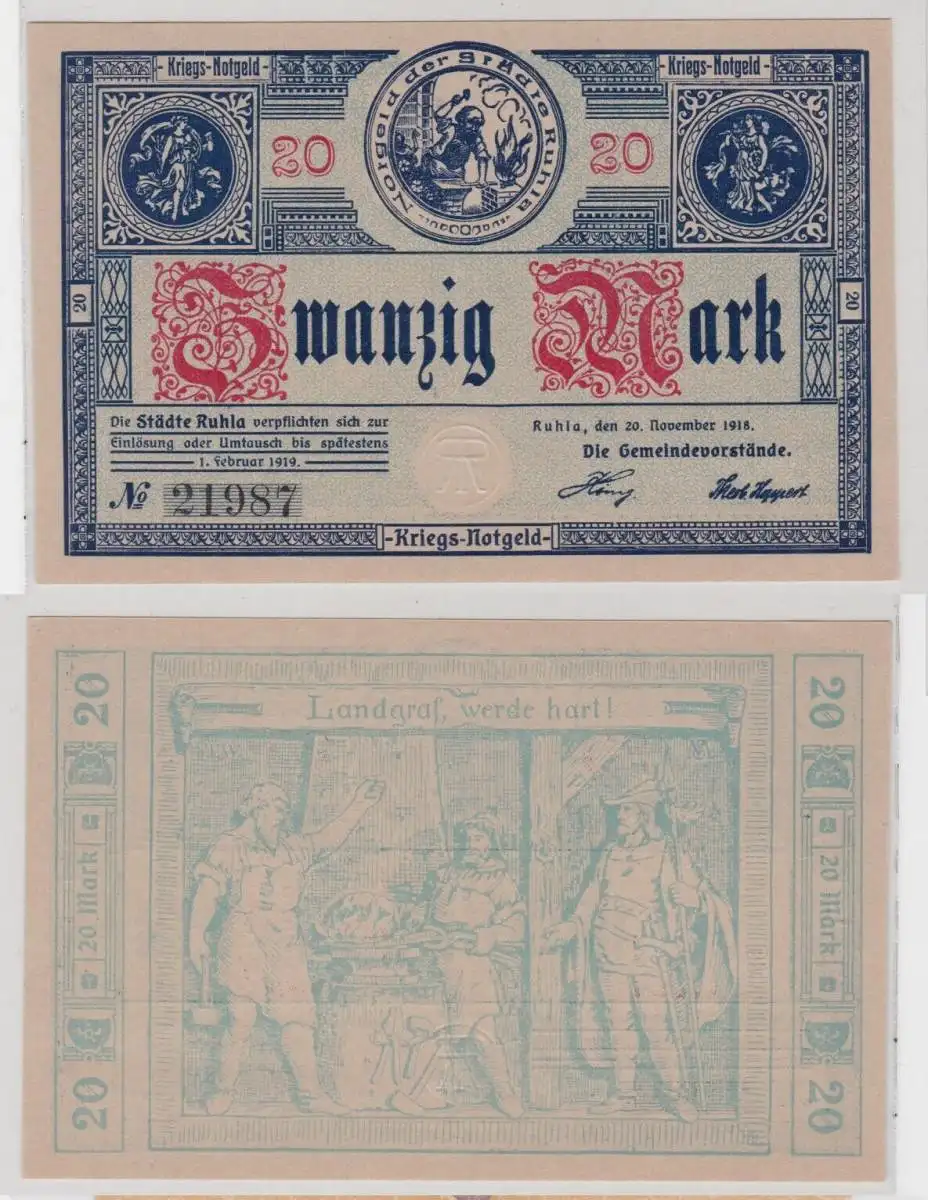 - Kriegs-Notgeld -
- Kriegs-Notgeld -
Notgeld der Städte Ruhla
20
20
20
20
Zwanzig Mark
Die Städte Ruhla verpflichten sich zur
Einlösung oder Umtausch bis spätestens
1. Februar 1919.
№ 21987
Ruhla, den 20. November 1918.
Die Gemeindevorstände.
-Kriegs-Notgeld-
Landgraf, werde hart!
20
20 Mark
20
20
20 Mark
20